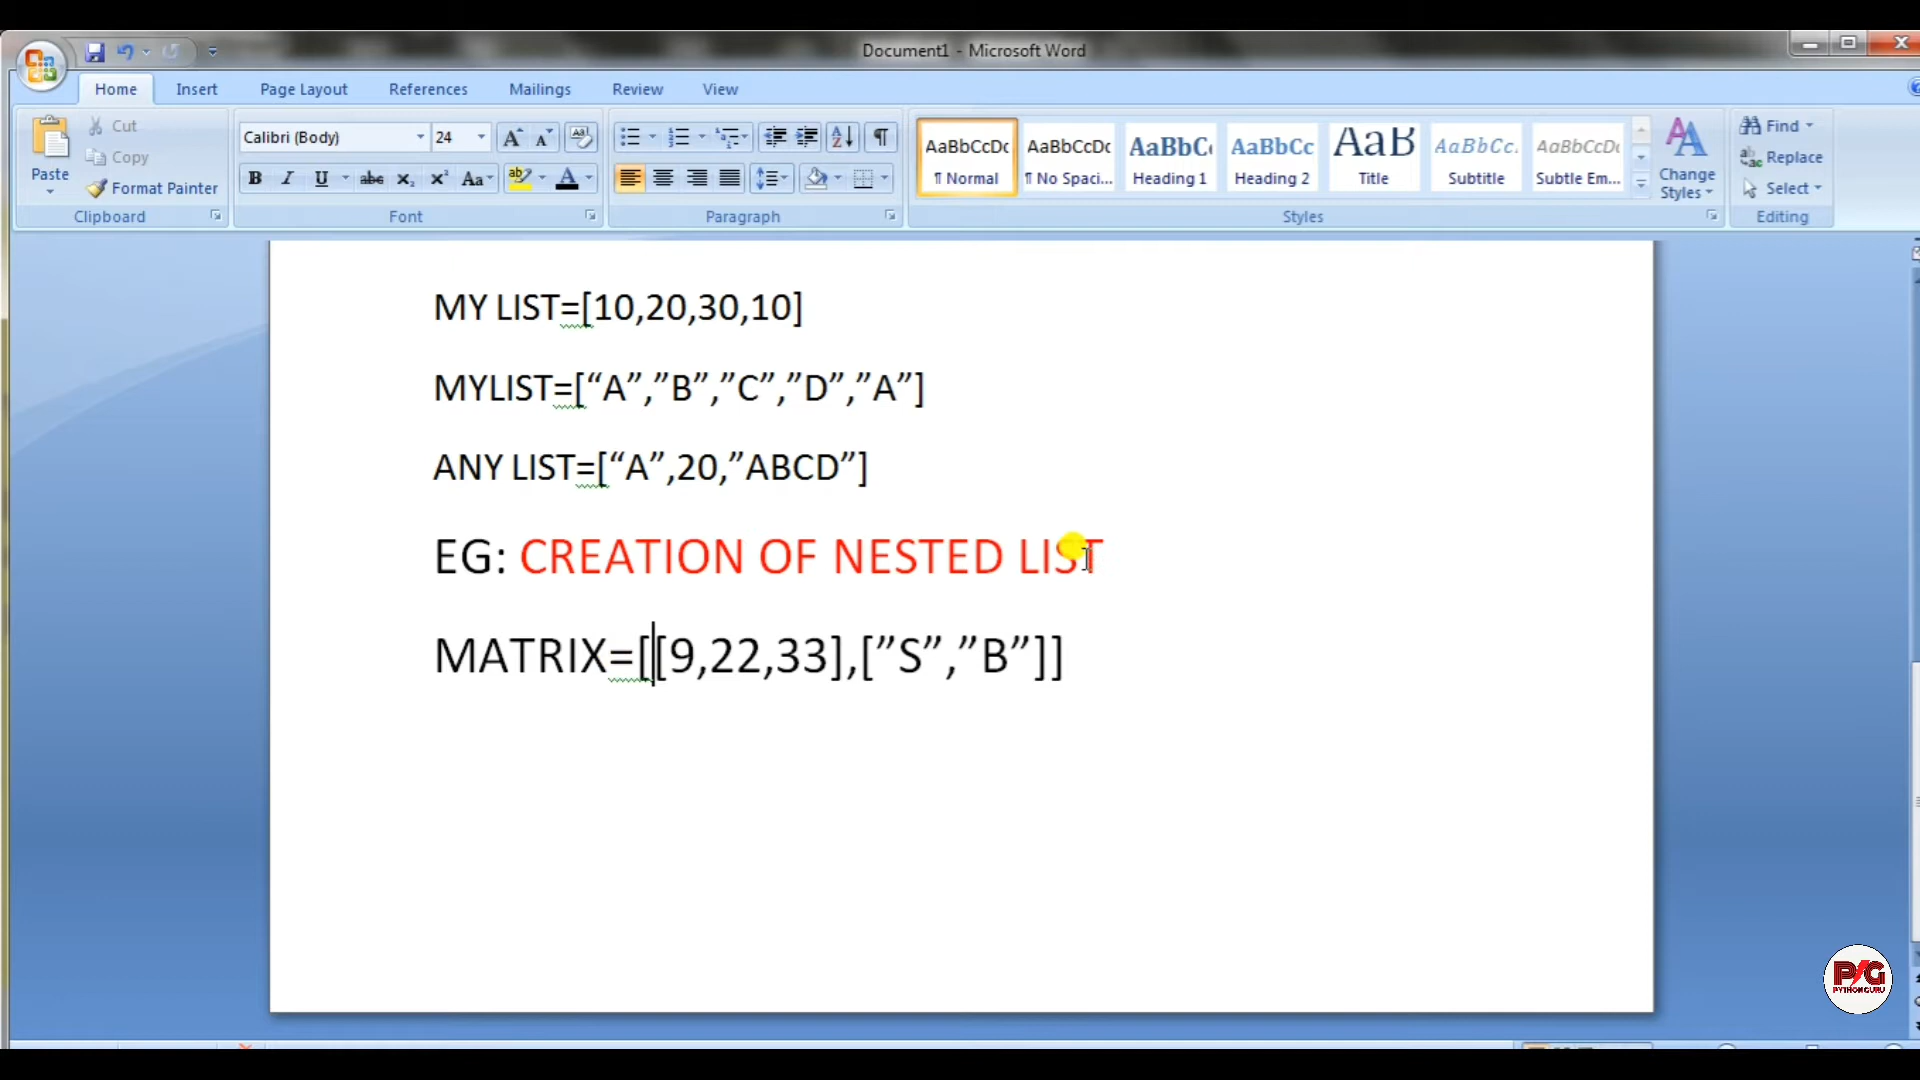 Document1 - Microsoft Word
Home Insert Page Layout References Mailings Review View
Paste
Cut
Copy
Format Painter
Clipboard
Calibri (Body) 24
Font
Paragraph
AaBbCcDc AaBbCcDc AaBbC AaBbCc AaB AaBbCc. AaBbCcDc
¶ Normal ¶ No Spaci... Heading 1 Heading 2 Title Subtitle Subtle Em...
Styles
Change Styles
Find
Replace
Select
Editing
MY LIST=[10,20,30,10]
MYLIST=[“A”,”B”,”C”,”D”,”A”]
ANY LIST=[“A”,20,”ABCD”]
EG: CREATION OF NESTED LIST
MATRIX=[[9,22,33],[”S”,”B”]]
P/G
PYTHON GURU